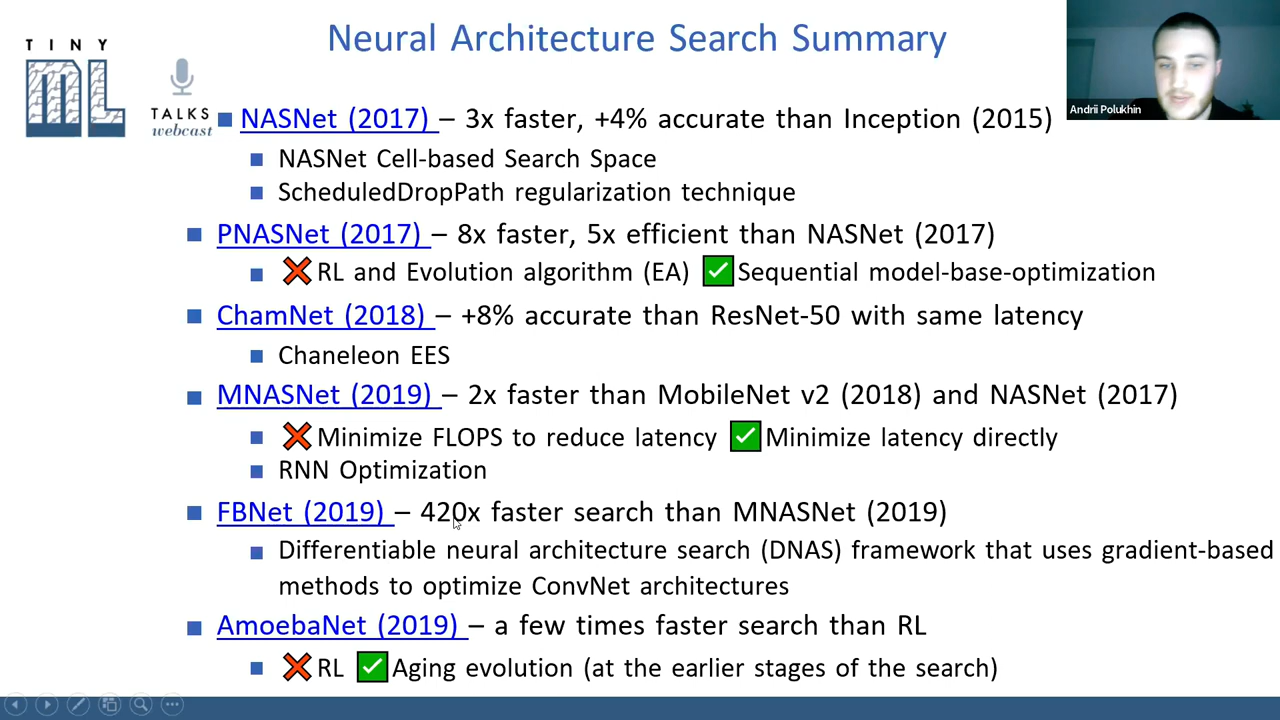 Neural Architecture Search Summary
TINY
ML
TALKS
webcast
Andrii Polukhin
NASNet (2017) – 3x faster, +4% accurate than Inception (2015)
NASNet Cell-based Search Space
ScheduledDropPath regularization technique
PNASNet (2017) – 8x faster, 5x efficient than NASNet (2017)
❌ RL and Evolution algorithm (EA) ✅ Sequential model-base-optimization
ChamNet (2018) – +8% accurate than ResNet-50 with same latency
Chaneleon EES
MNASNet (2019) – 2x faster than MobileNet v2 (2018) and NASNet (2017)
❌ Minimize FLOPS to reduce latency ✅ Minimize latency directly
RNN Optimization
FBNet (2019) – 420x faster search than MNASNet (2019)
Differentiable neural architecture search (DNAS) framework that uses gradient-based
methods to optimize ConvNet architectures
AmoebaNet (2019) – a few times faster search than RL
❌ RL ✅ Aging evolution (at the earlier stages of the search)